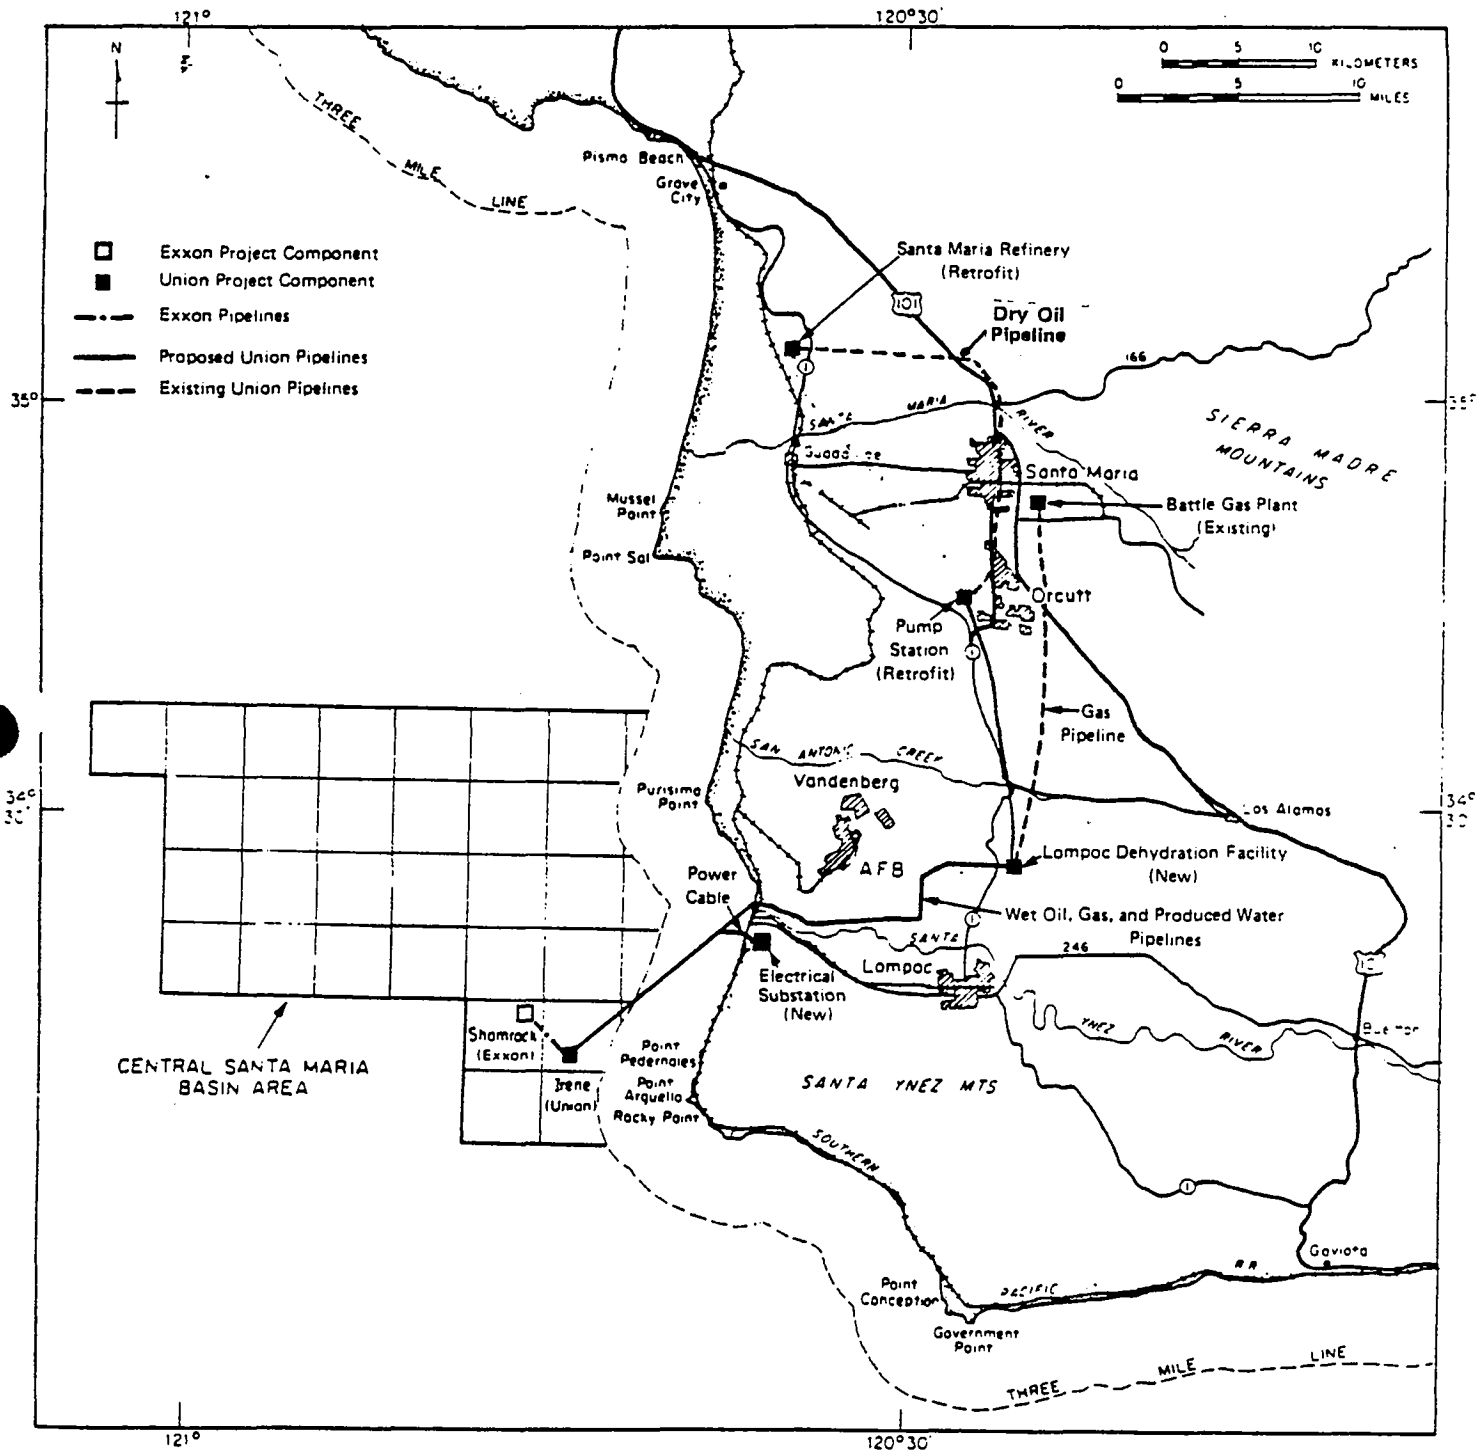 121°
120°30'
N
0 5 10
KILOMETERS
0 5 10
MILES
THREE
MILE
LINE
Pismo Beach
Grove
City
Exxon Project Component
Union Project Component
Exxon Pipelines
Proposed Union Pipelines
Existing Union Pipelines
Santa Maria Refinery
(Retrofit)
101
Dry Oil
Pipeline
166
1
35°
35°
SANTA
MARIA
RIVER
SIERRA MADRE
MOUNTAINS
Santa Maria
Mussel
Point
Battle Gas Plant
(Existing)
Point Sal
Orcutt
Pump
Station
(Retrofit)
1
Gas
Pipeline
SAN ANTONIO CREEK
Vandenberg
AFB
Purisima
Point
34°
34°
Los Alamos
Lompoc Dehydration Facility
(New)
Power
Cable
Wet Oil, Gas, and Produced Water
Pipelines
1
SANTA
246
Lompoc
Electrical
Substation
(New)
YNEZ
RIVER
Shamrock
(Exxon)
Irene
(Union)
CENTRAL SANTA MARIA
BASIN AREA
Point
Pedernales
Point
Arguello
Rocky Point
SANTA YNEZ MTS
SOUTHERN
1
Gaviota
R.R.
PACIFIC
Point
Conception
Government
Point
THREE
MILE
LINE
121°
120°30'